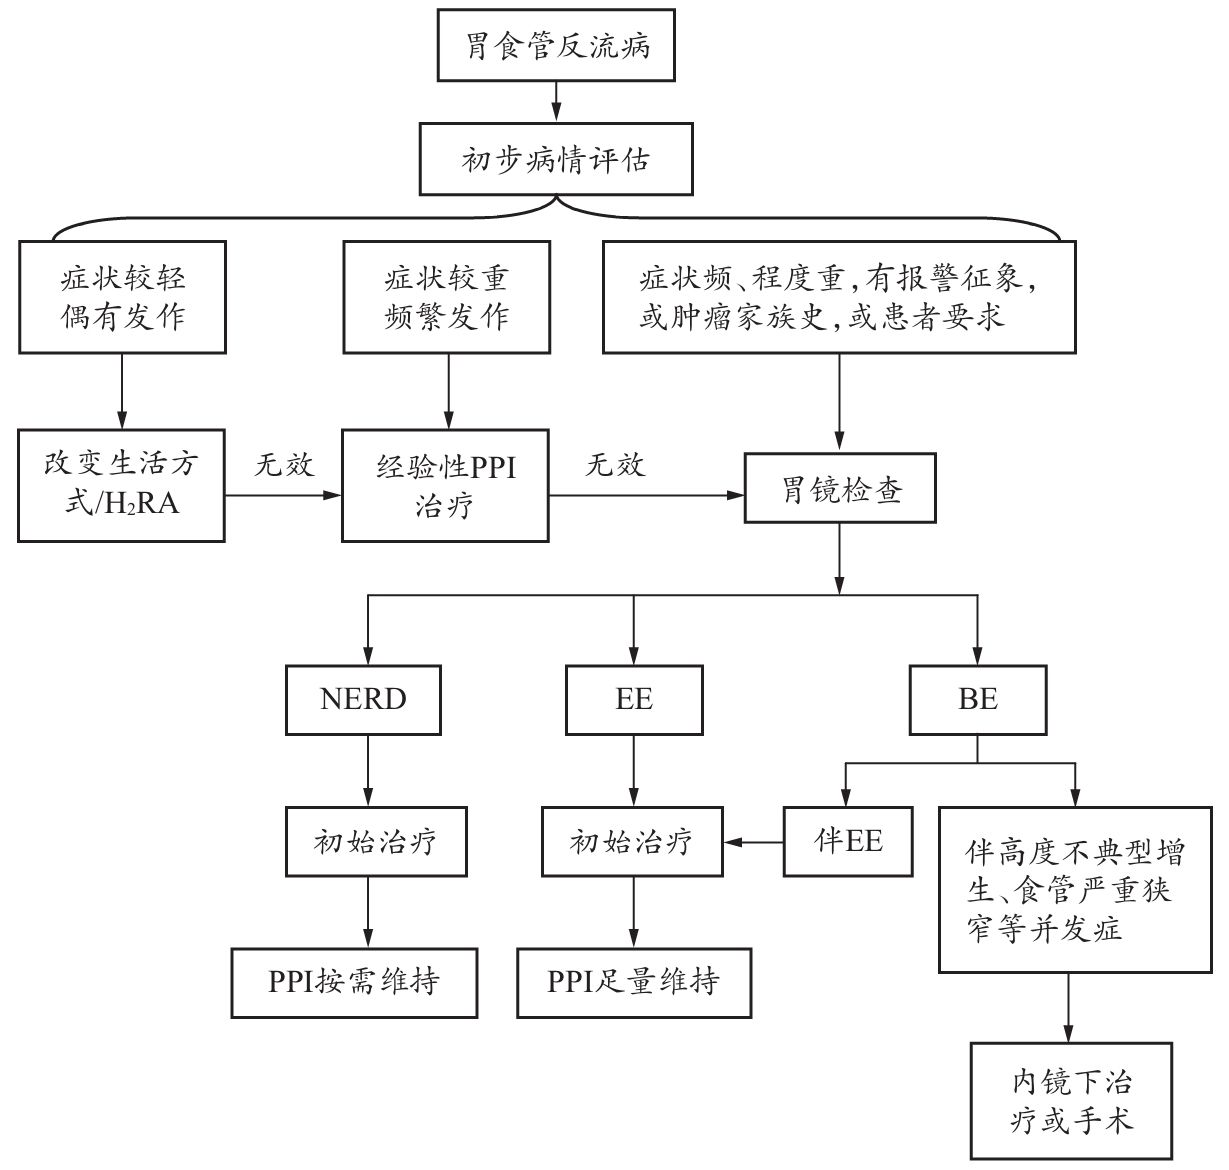 胃食管反流病
初步病情评估
症状较轻
偶有发作
症状较重
频繁发作
症状频、程度重,有报警征象,
或肿瘤家族史,或患者要求
改变生活方
式/H₂RA
无效
经验性PPI
治疗
无效
胃镜检查
NERD
EE
BE
初始治疗
初始治疗
伴EE
伴高度不典型增
生、食管严重狭
窄等并发症
PPI按需维持
PPI足量维持
内镜下治
疗或手术